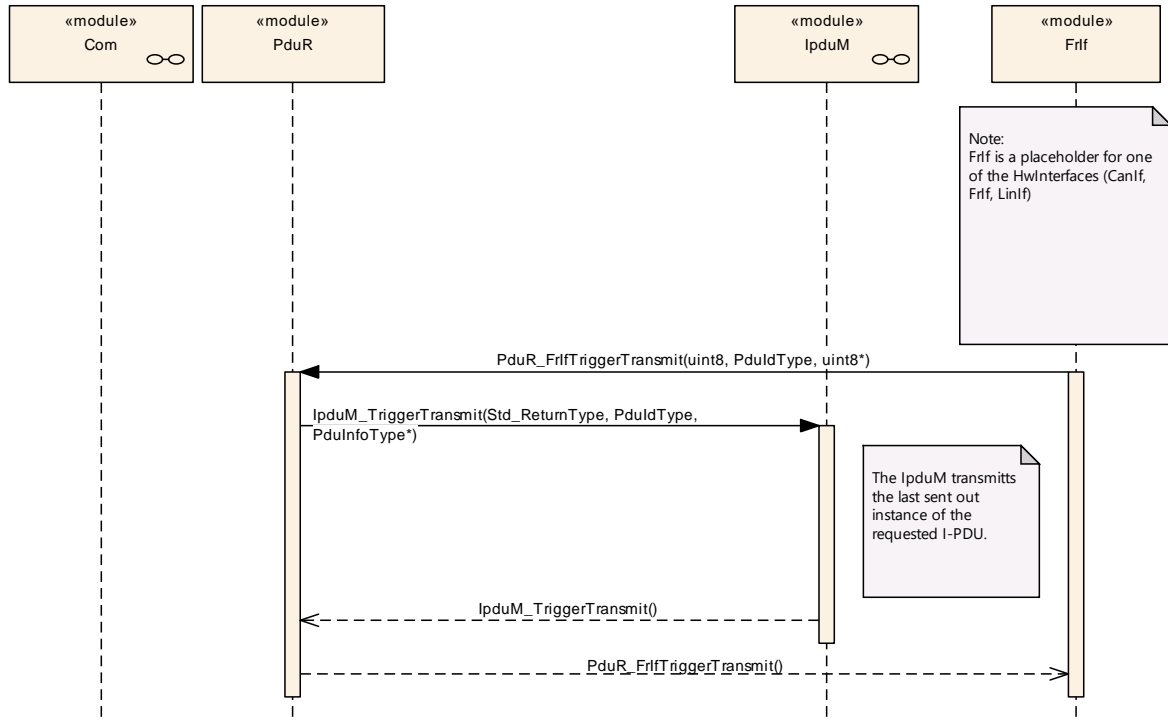 «module»
Com
«module»
PduR
«module»
IpduM
«module»
FrIf
Note:
FrIf is a placeholder for one
of the HwInterfaces (CanIf,
FrIf, LinIf)
PduR_FrIfTriggerTransmit(uint8, PduIdType, uint8*)
IpduM_TriggerTransmit(Std_ReturnType, PduIdType,
PduInfoType*)
The IpduM transmitts
the last sent out
instance of the
requested I-PDU.
IpduM_TriggerTransmit()
PduR_FrIfTriggerTransmit()